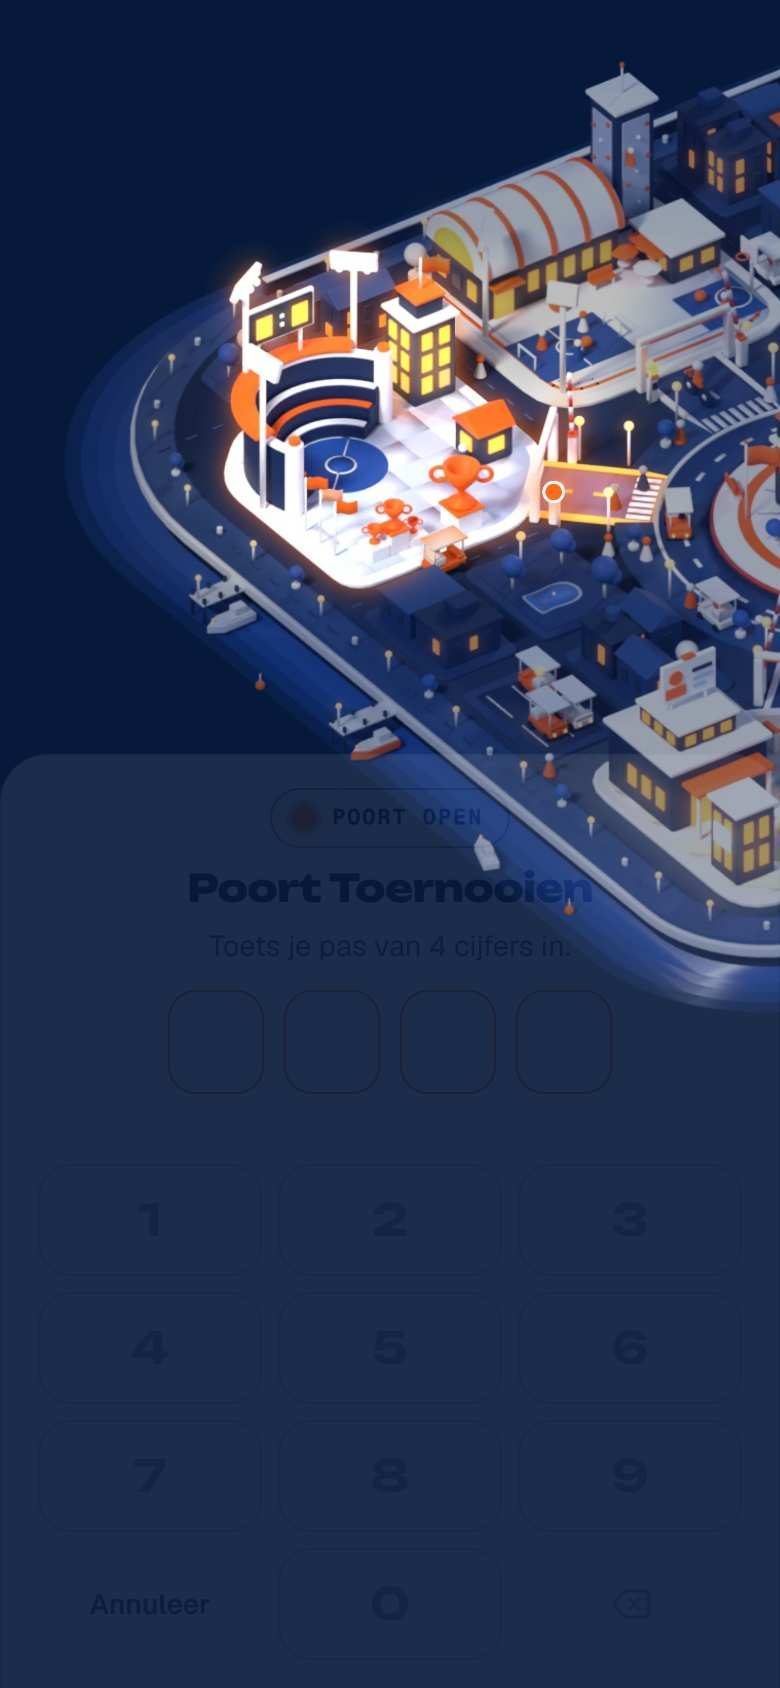 POORT OPEN
Poort Toernooien
Toets je pas van 4 cijfers in.
1 2 3
4 5 6
7 8 9
Annuleer 0